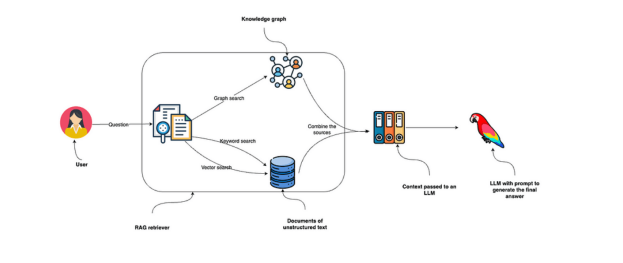 Knowledge graph
Graph search
Question
Keyword search
Combine the
sources
Vector search
User
Context passed to an
LLM
LLM with prompt to
generate the final
answer
RAG retriever
Documents of
unstructured text